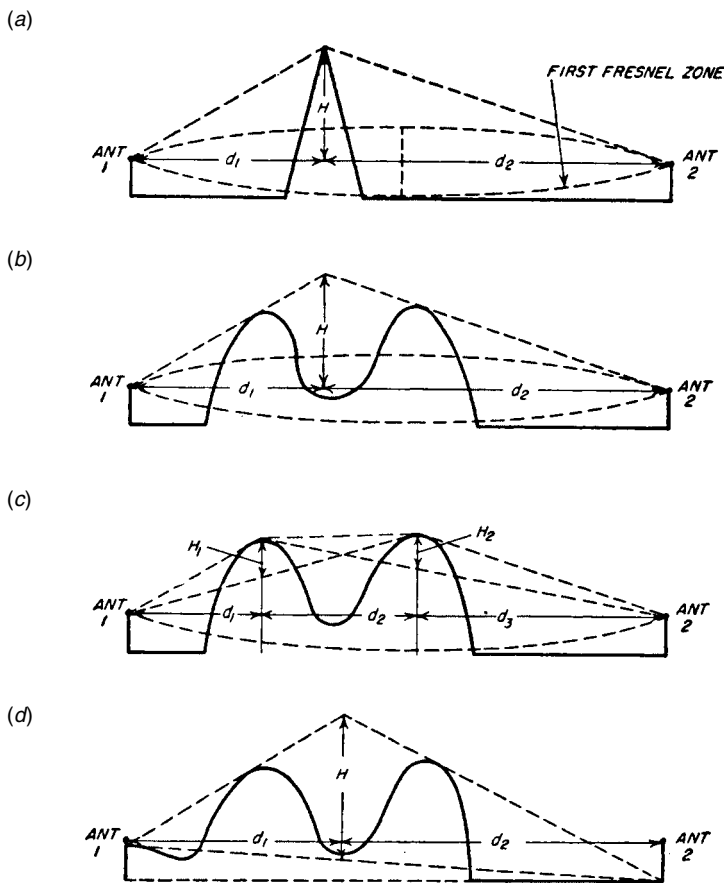 (a)
FIRST FRESNEL ZONE
H
ANT
1
d1
d2
ANT
2
(b)
H
ANT
1
d1
d2
ANT
2
(c)
H1
H2
ANT
1
d1
d2
d3
ANT
2
(d)
H
ANT
1
d1
d2
ANT
2